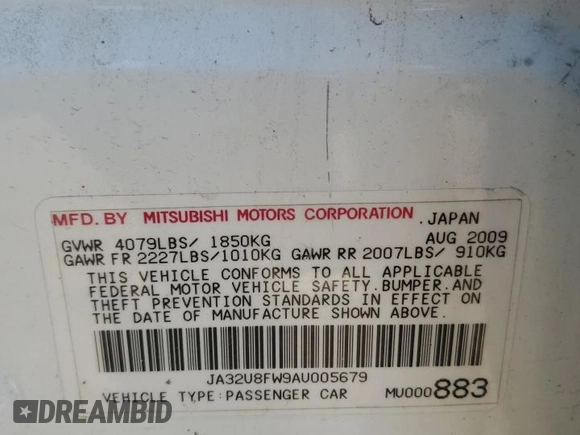 MFD. BY MITSUBISHI MOTORS CORPORATION .JAPAN
GVWR 4079LBS/ 1850KG AUG 2009
GAWR FR 2227LBS/1010KG GAWR RR 2007LBS/ 910KG
THIS VEHICLE CONFORMS TO ALL APPLICABLE
FEDERAL MOTOR VEHICLE SAFETY.BUMPER.AND
THEFT PREVENTION STANDARDS IN EFFECT ON
THE DATE OF MANUFACTURE SHOWN ABOVE.
JA32U8FW9AU005679
VEHICLE TYPE:PASSENGER CAR MU000883
DREAMBID